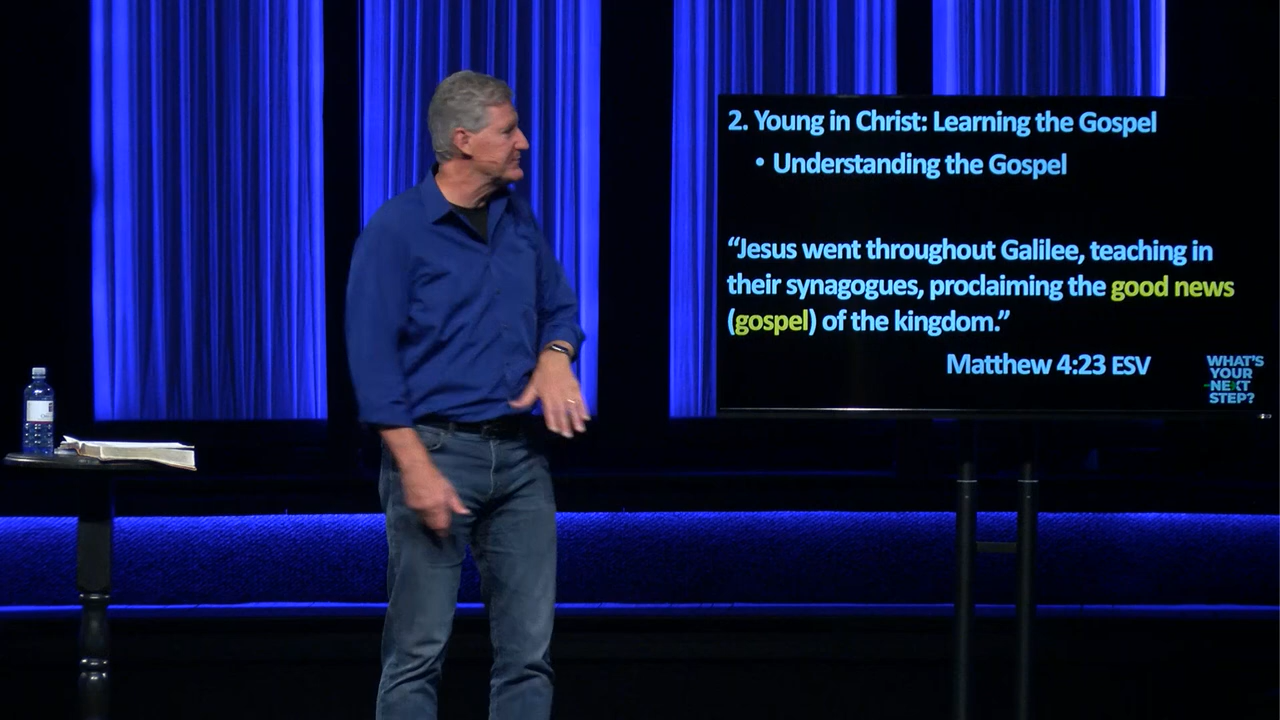 2. Young in Christ: Learning the Gospel
• Understanding the Gospel
“Jesus went throughout Galilee, teaching in
their synagogues, proclaiming the good news
(gospel) of the kingdom.”
Matthew 4:23 ESV
WHAT'S
YOUR
NEXT
STEP?